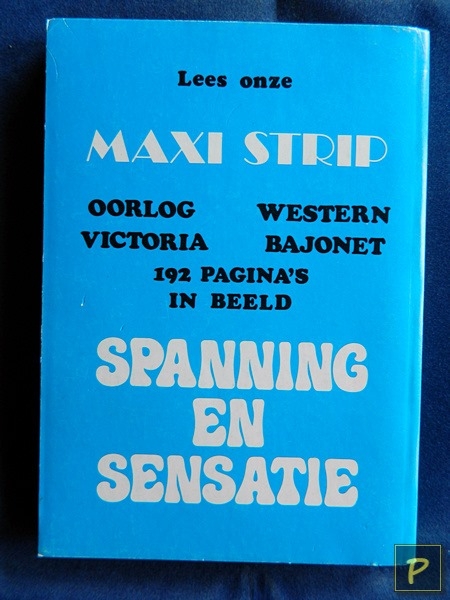 Lees onze
MAXI STRIP
OORLOG WESTERN
VICTORIA BAJONET
192 PAGINA'S
IN BEELD
SPANNING
EN
SENSATIE
P